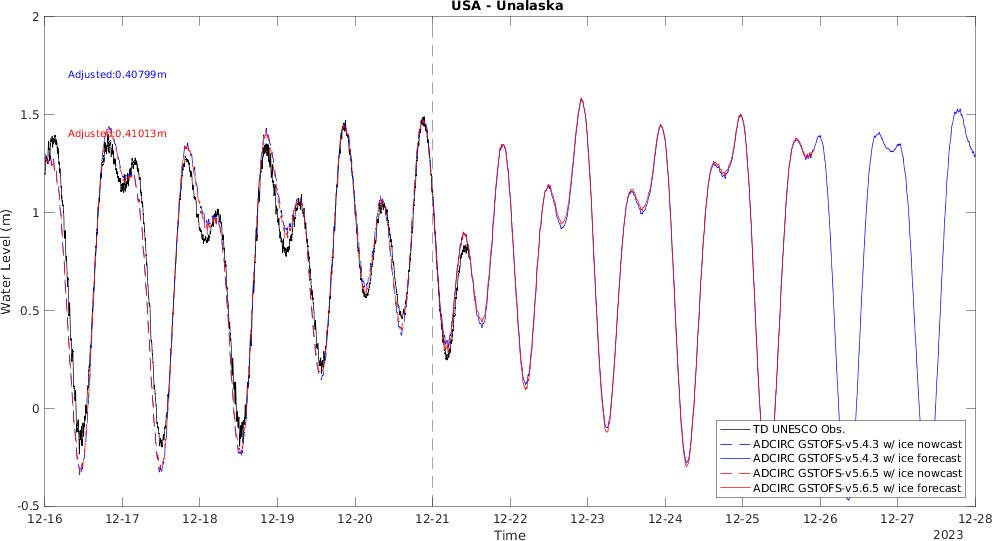 USA - Unalaska
2
1.5
1
0.5
0
-0.5
Water Level (m)
Adjusted:0.40799m
Adjusted:0.41013m
TD UNESCO Obs.
ADCIRC GSTOFS-v5.4.3 w/ ice nowcast
ADCIRC GSTOFS-v5.4.3 w/ ice forecast
ADCIRC GSTOFS-v5.6.5 w/ ice nowcast
ADCIRC GSTOFS-v5.6.5 w/ ice forecast
12-16 12-17 12-18 12-19 12-20 12-21 12-22 12-23 12-24 12-25 12-26 12-27 12-28
Time
2023